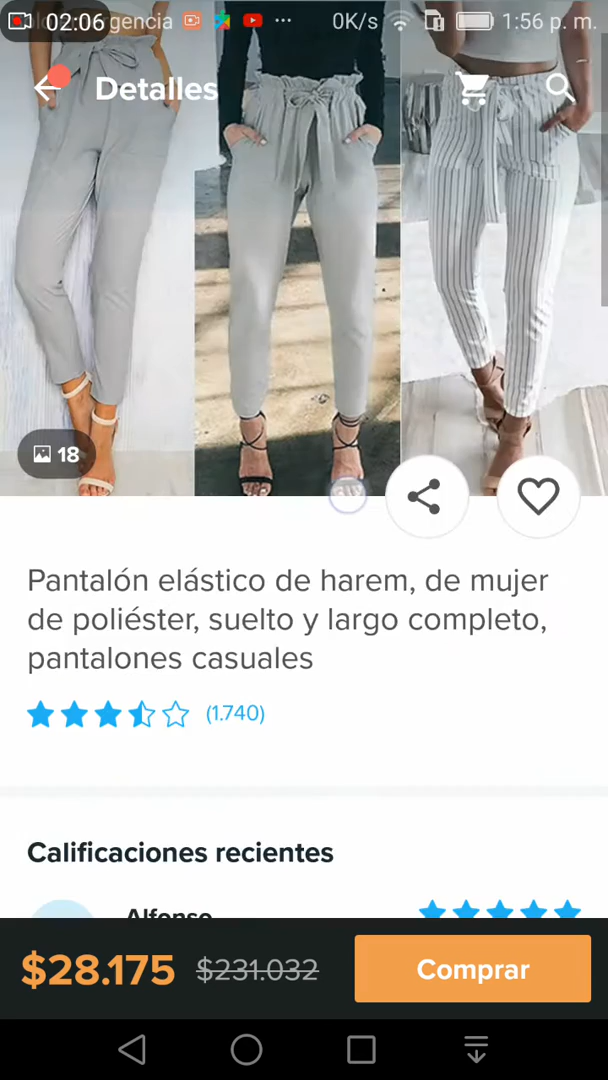 02:06 gencia ... 0K/s 1:56 p. m.
Detalles
18
Pantalón elástico de harem, de mujer
de poliéster, suelto y largo completo,
pantalones casuales
(1.740)
Calificaciones recientes
Alfonso
$28.175 $231.032 Comprar